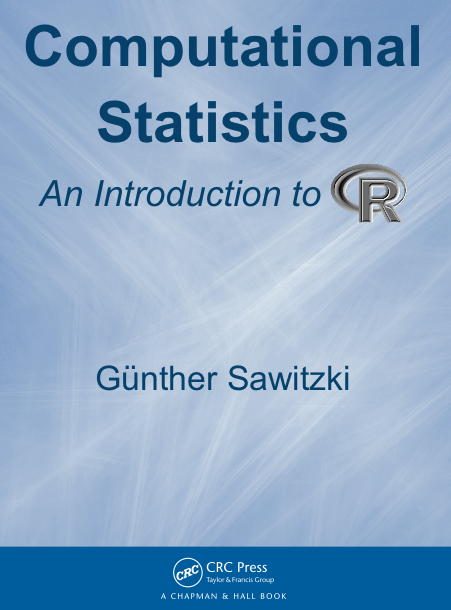 Computational
Statistics
An Introduction to R
Günther Sawitzki
CRC CRC Press
Taylor & Francis Group
A CHAPMAN & HALL BOOK